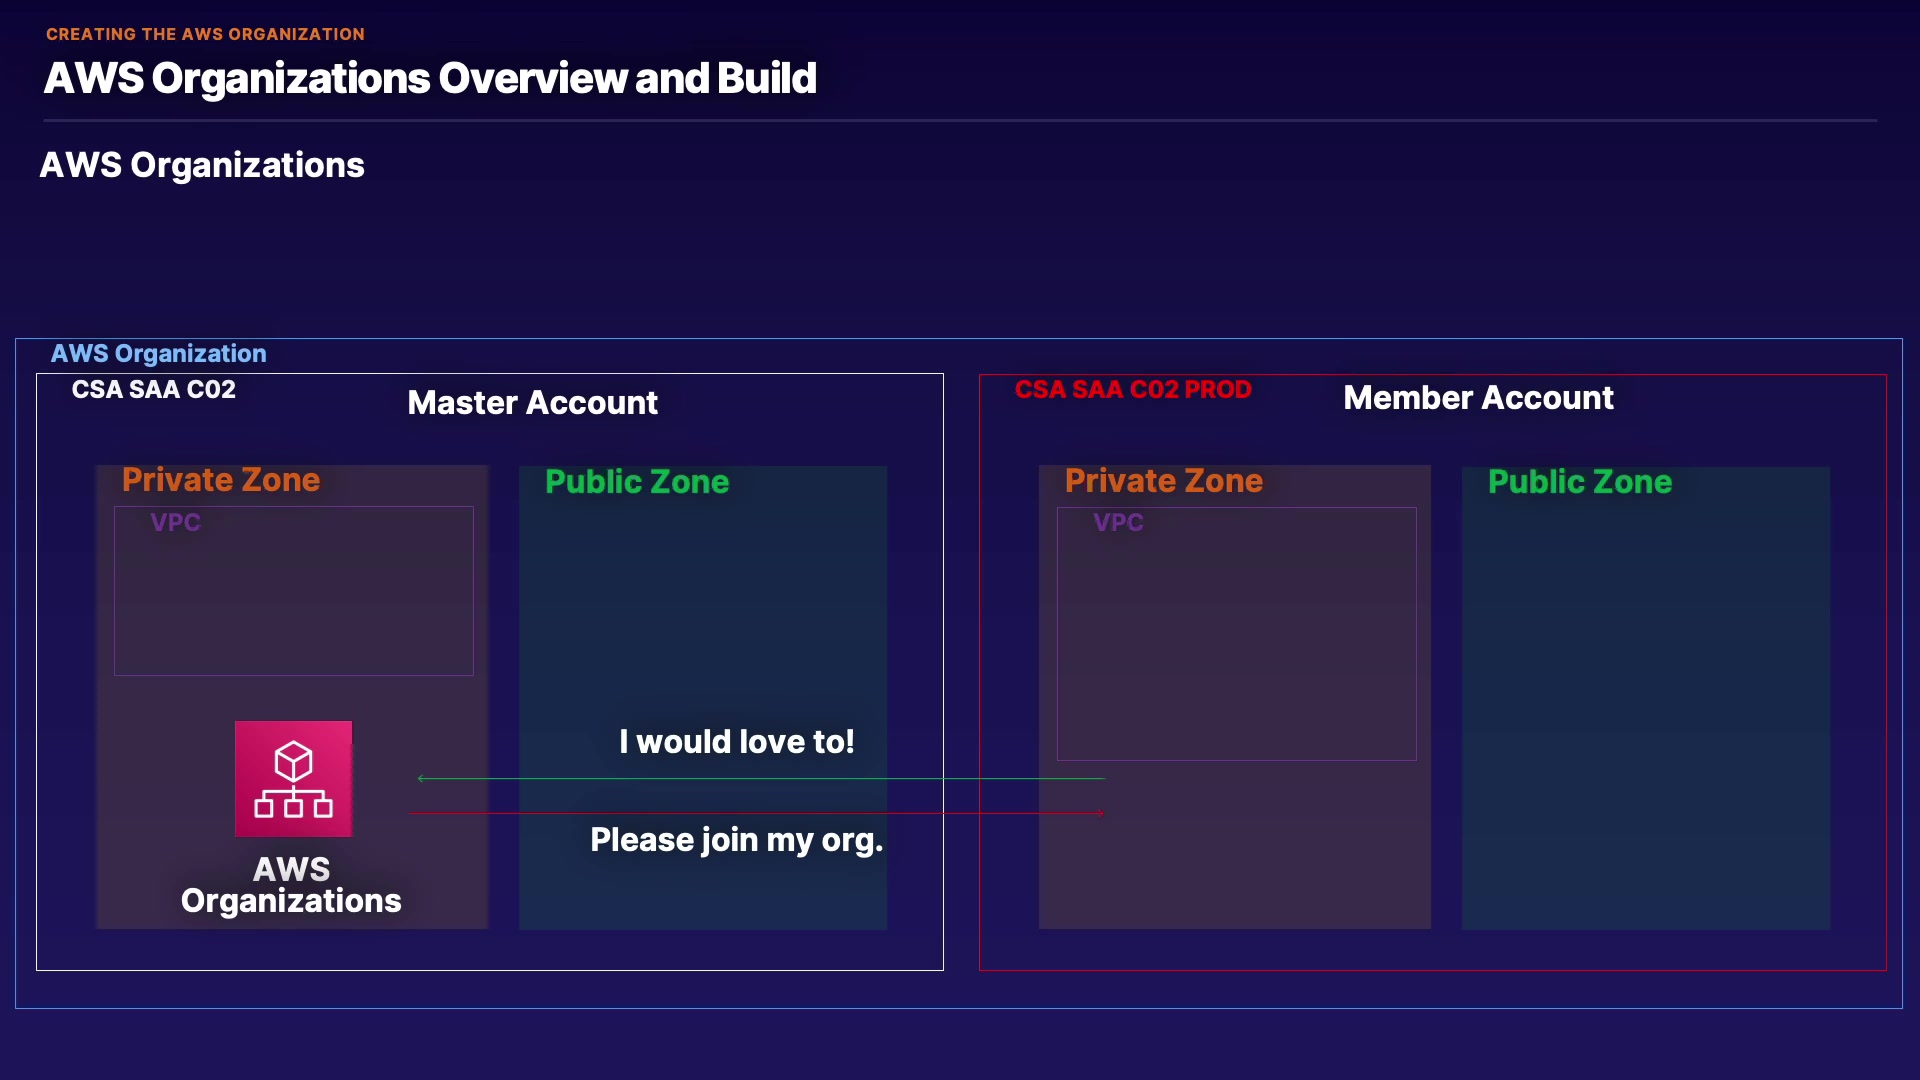 CREATING THE AWS ORGANIZATION
AWS Organizations Overview and Build
AWS Organizations
AWS Organization
CSA SAA C02
Master Account
Private Zone
VPC
Public Zone
AWS
Organizations
I would love to!
Please join my org.
CSA SAA C02 PROD
Member Account
Private Zone
VPC
Public Zone